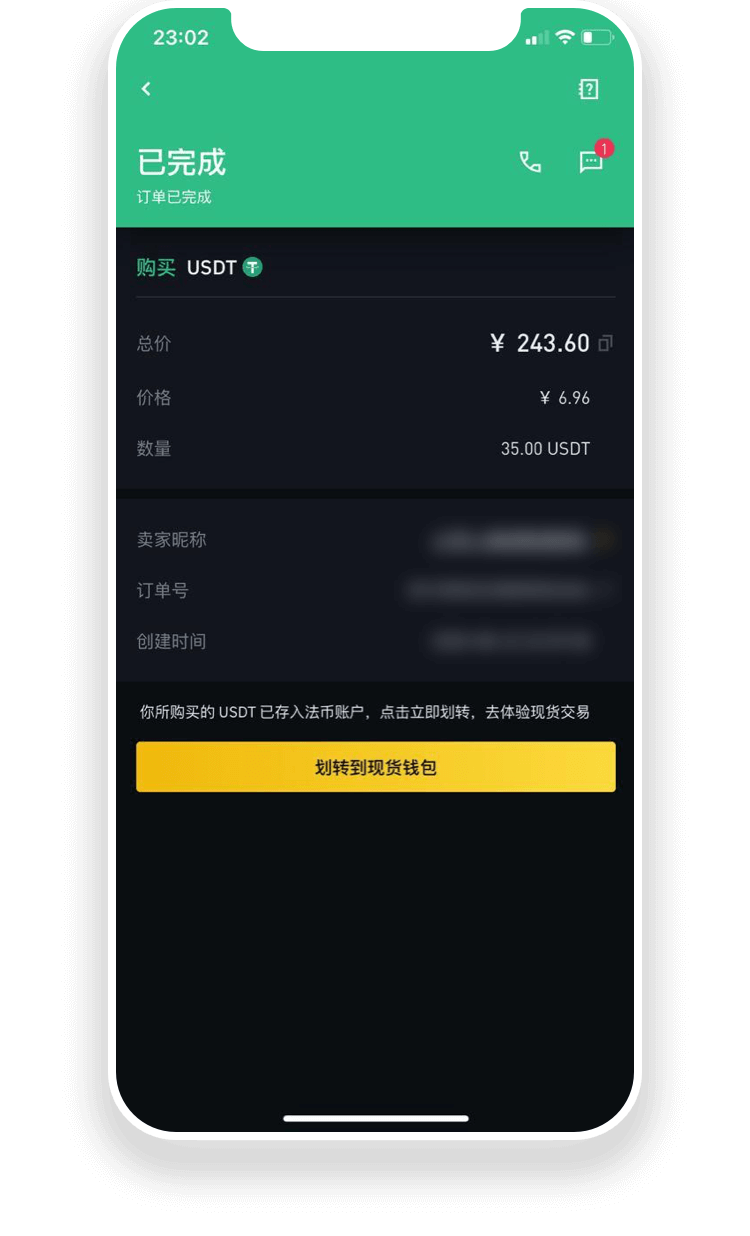 23:02
已完成
1
订单已完成
购买 USDT
总价 ¥ 243.60
价格 ¥ 6.96
数量 35.00 USDT
卖家昵称
订单号
创建时间
你所购买的 USDT 已存入法币账户，点击立即划转，去体验现货交易
划转到现货钱包